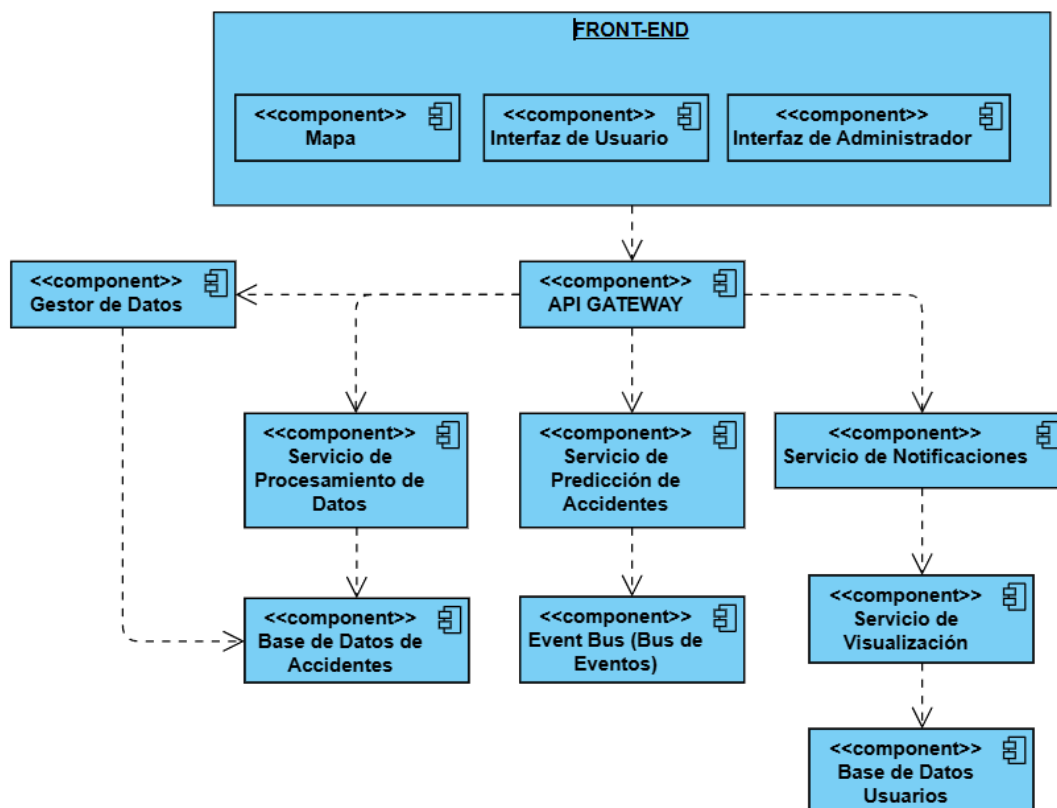 FRONT-END
<<component>>
Mapa
<<component>>
Interfaz de Usuario
<<component>>
Interfaz de Administrador
<<component>>
Gestor de Datos
<<component>>
API GATEWAY
<<component>>
Servicio de
Procesamiento de
Datos
<<component>>
Servicio de
Predicción de
Accidentes
<<component>>
Servicio de Notificaciones
<<component>>
Servicio de
Visualización
<<component>>
Base de Datos de
Accidentes
<<component>>
Event Bus (Bus de
Eventos)
<<component>>
Base de Datos
Usuarios